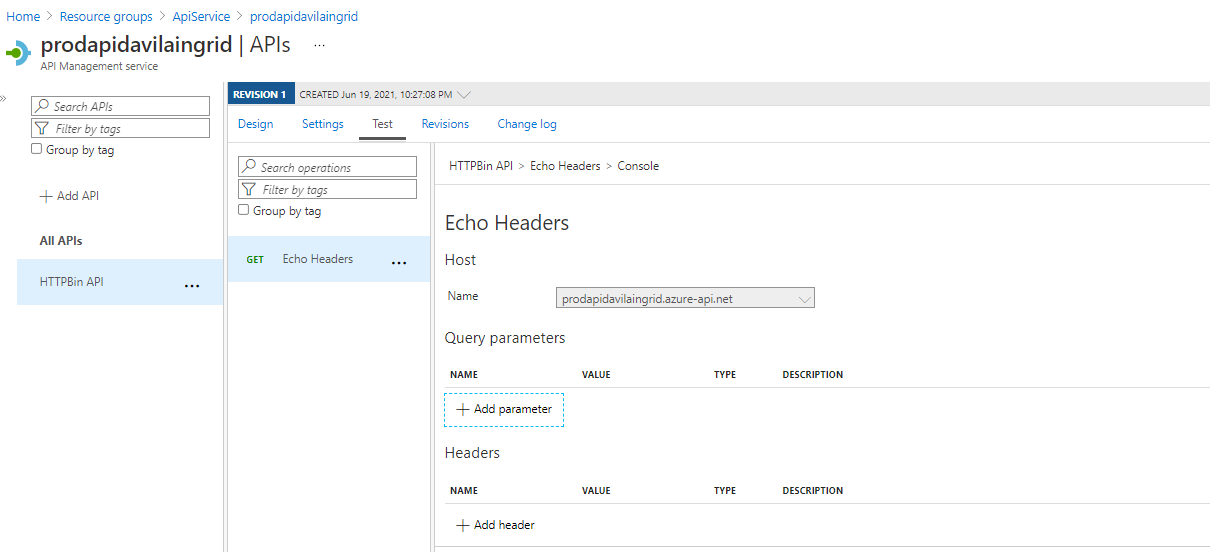 Home > Resource groups > ApiService > prodapidavilaingrid
prodapidavilaingrid | APIs ...
API Management service
»
Search APIs
Filter by tags
Group by tag
+ Add API
All APIs
HTTPBin API ...
REVISION 1 CREATED Jun 19, 2021, 10:27:08 PM
Design Settings Test Revisions Change log
Search operations
Filter by tags
Group by tag
GET Echo Headers ...
HTTPBin API > Echo Headers > Console
Echo Headers
Host
Name prodapidavilaingrid.azure-api.net
Query parameters
NAME VALUE TYPE DESCRIPTION
+ Add parameter
Headers
NAME VALUE TYPE DESCRIPTION
+ Add header